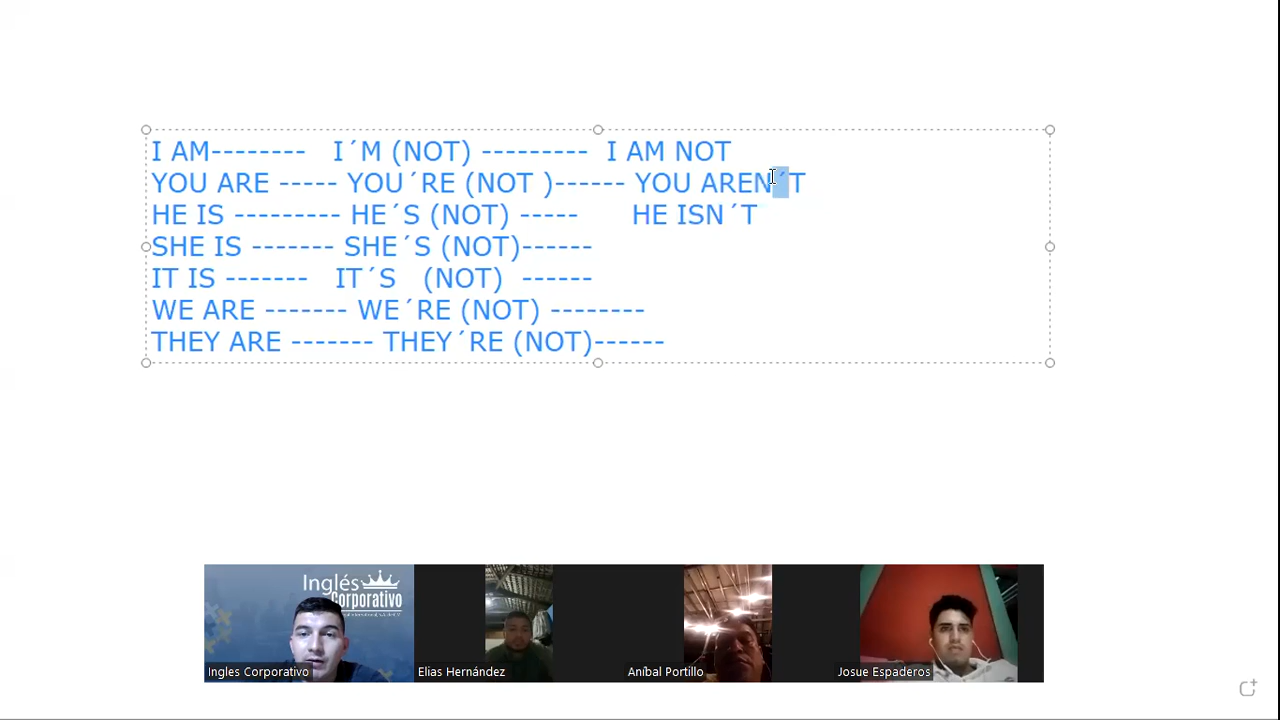 I AM--------   I´M (NOT) ---------  I AM NOT
YOU ARE ----- YOU´RE (NOT )------ YOU AREN´T
HE IS --------- HE´S (NOT) -----      HE ISN´T
SHE IS ------- SHE´S (NOT)------
IT IS -------   IT´S   (NOT)  ------
WE ARE ------- WE´RE (NOT) --------
THEY ARE ------- THEY´RE (NOT)------
Inglés
Corporativo
Ingles Corporativo
Elias Hernández
Aníbal Portillo
Josue Espaderos